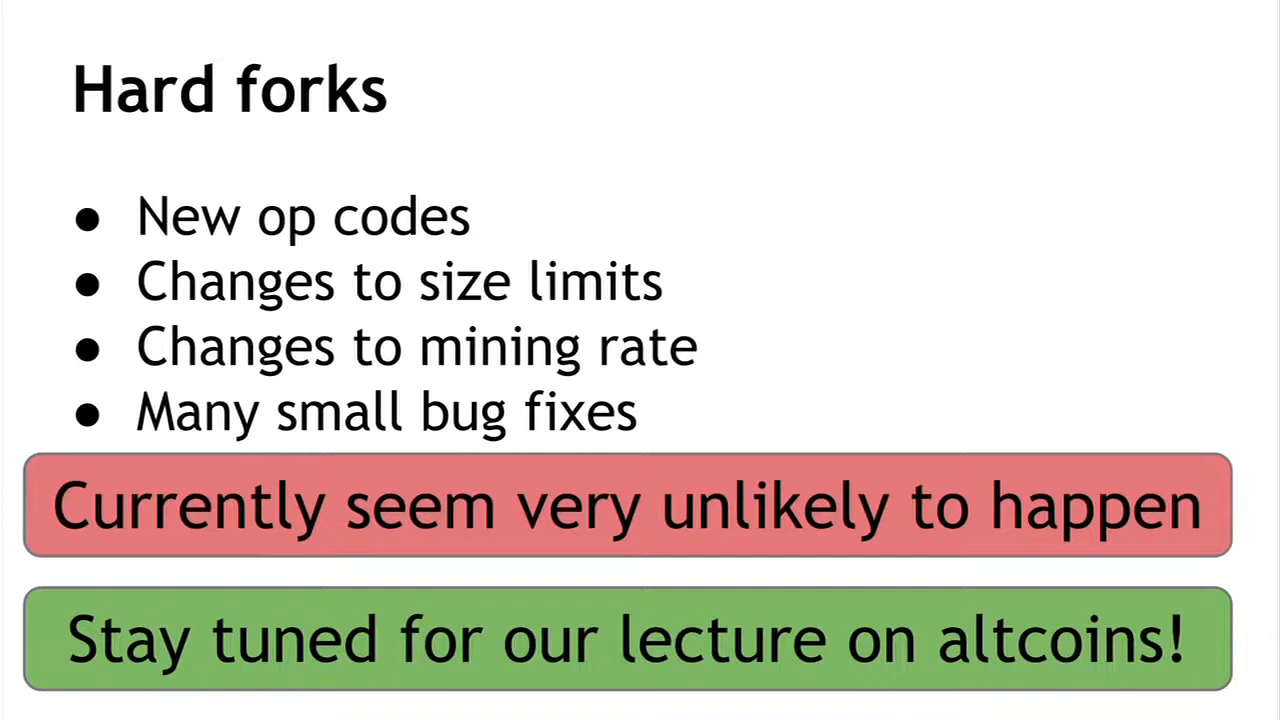 Hard forks
● New op codes
● Changes to size limits
● Changes to mining rate
● Many small bug fixes
Currently seem very unlikely to happen
Stay tuned for our lecture on altcoins!